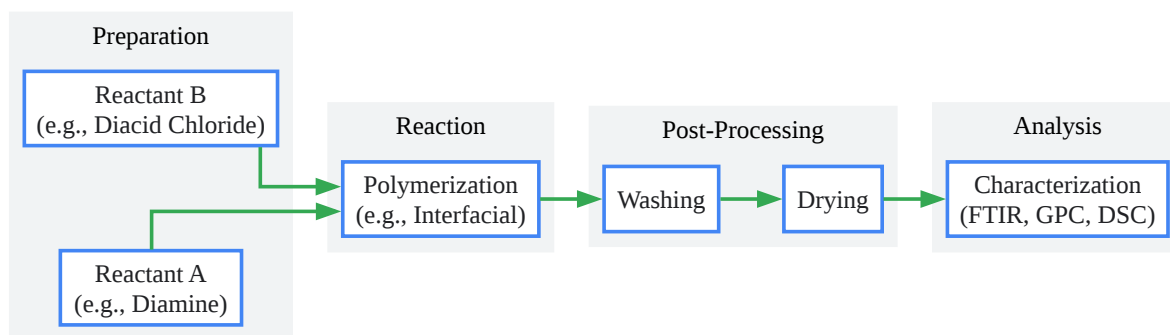 Preparation
Reactant B
(e.g., Diacid Chloride)
Reactant A
(e.g., Diamine)
Reaction
Polymerization
(e.g., Interfacial)
Post-Processing
Washing
Drying
Analysis
Characterization
(FTIR, GPC, DSC)